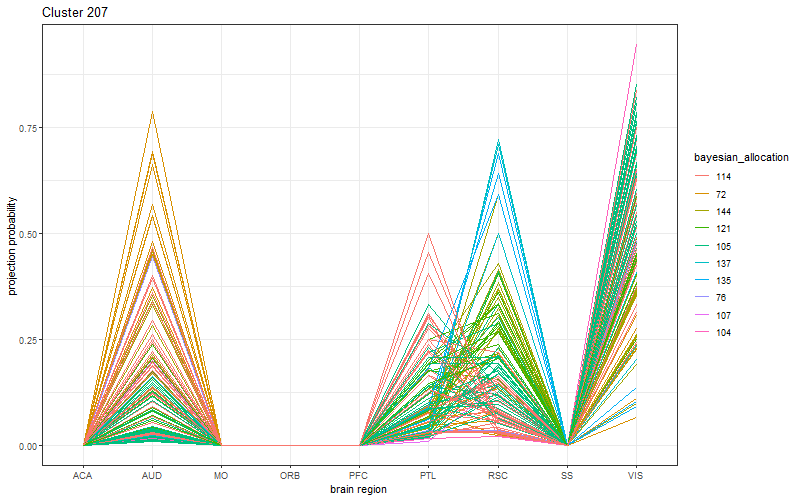 Cluster 207
projection probability
0.75
0.50
0.25
0.00
ACA AUD MO ORB PFC PTL RSC SS VIS
brain region
bayesian_allocation
114
72
144
121
105
137
135
76
107
104